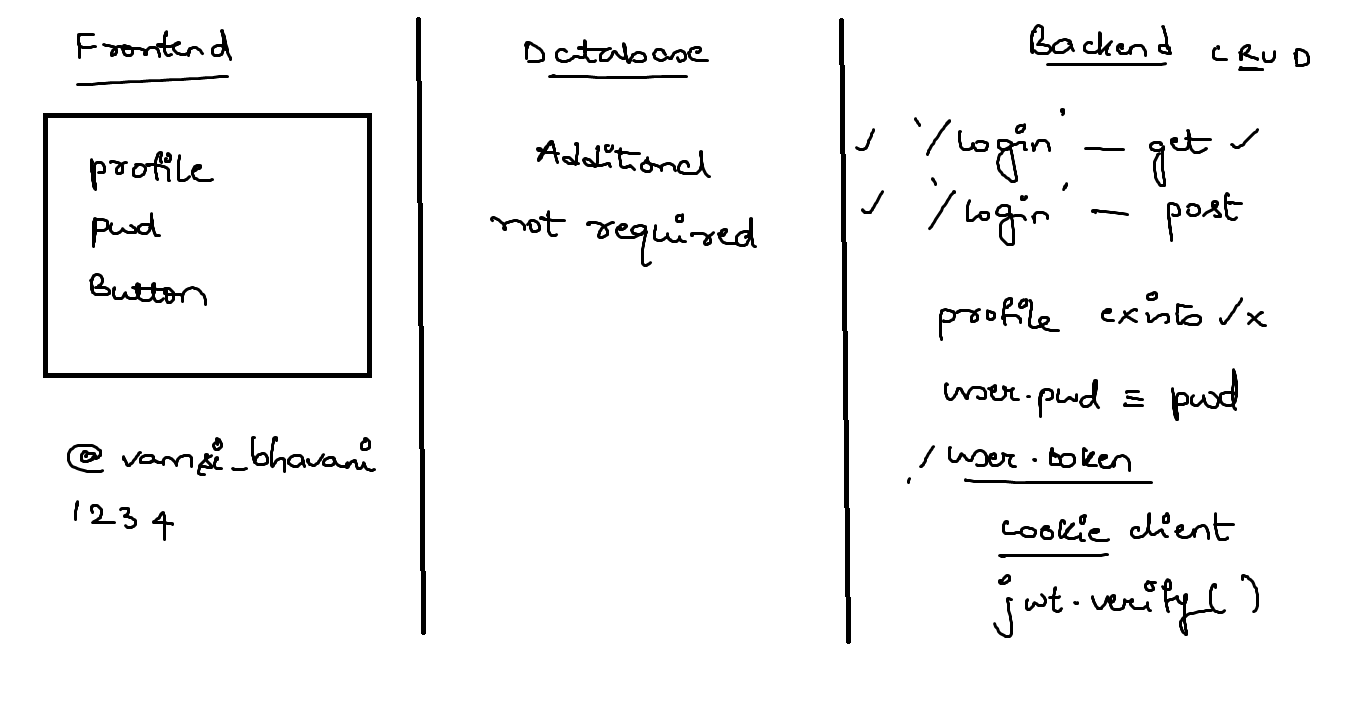 Frontend
profile
pwd
Button
@vamsi_bhavani
1234
Database
Additional
not required
Backend CRUD
✓ '/login' — get ✓
✓ '/login' — post
profile exists ✓x
user.pwd ≡ pwd
/ user.token
cookie client
jwt.verify()